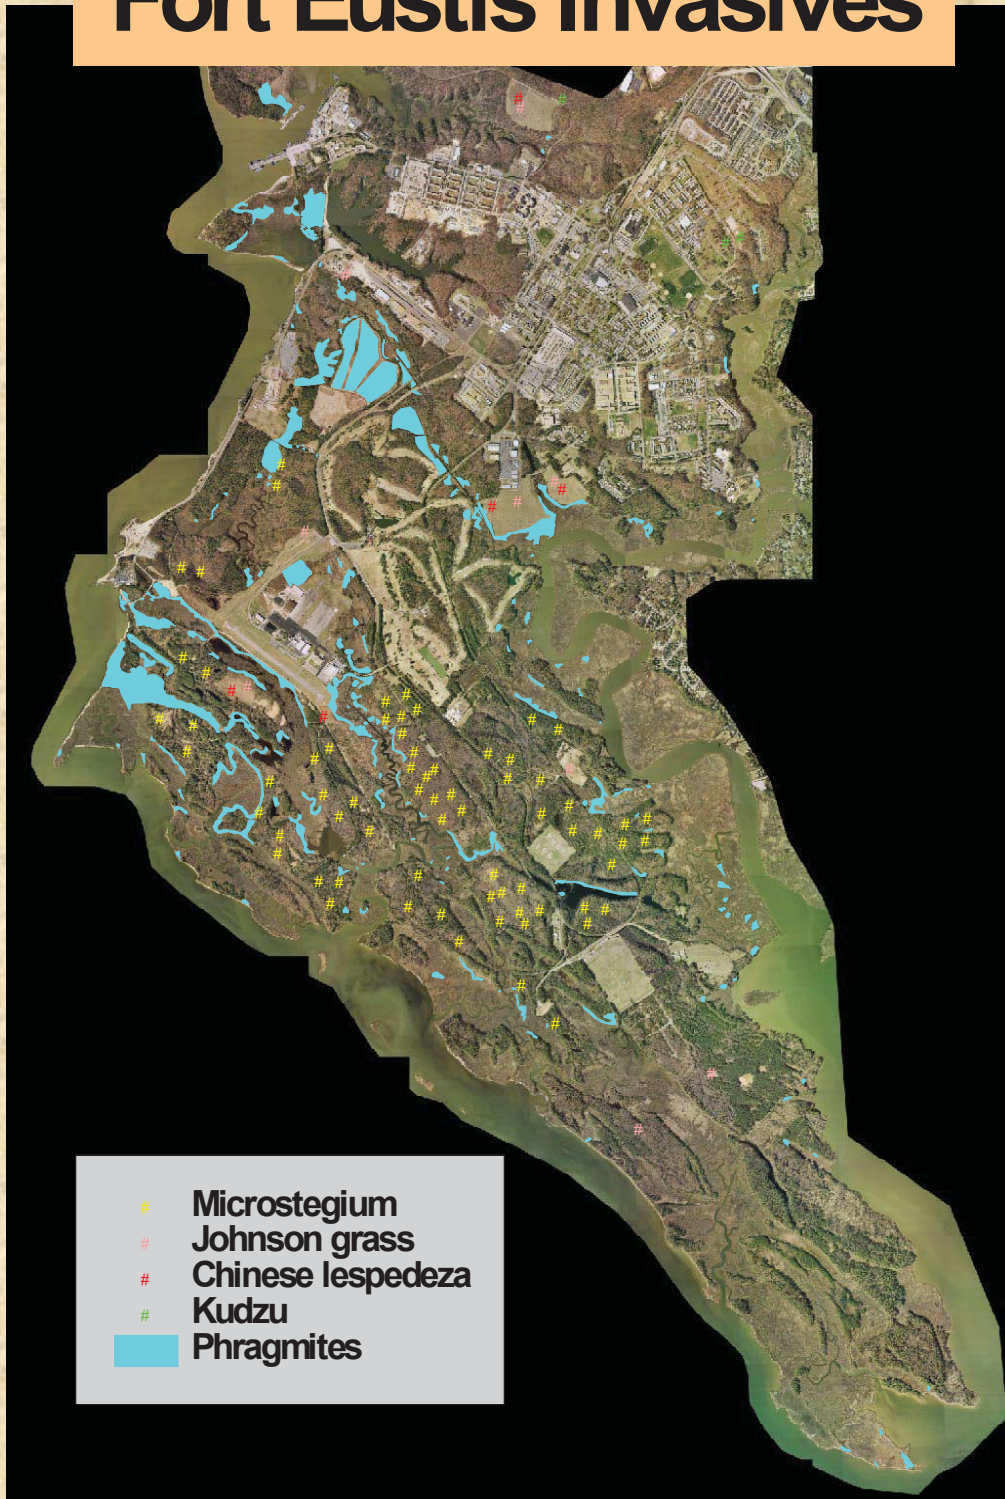 Fort Eustis Invasives
# Microstegium
# Johnson grass
# Chinese lespedeza
# Kudzu
Phragmites